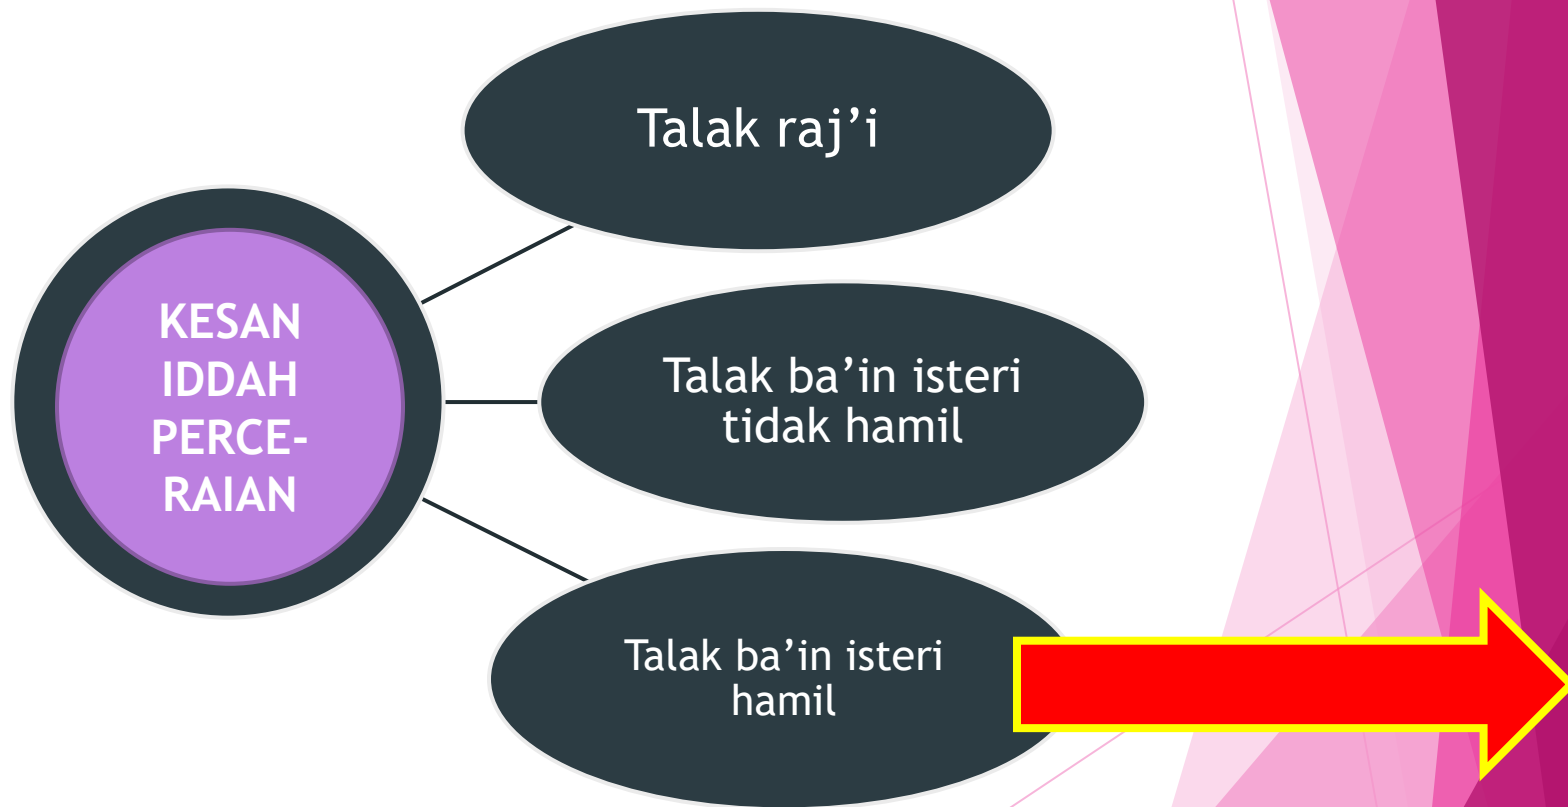 Talak raj’i
KESAN
IDDAH
PERCE-
RAIAN
Talak ba’in isteri
tidak hamil
Talak ba’in isteri
hamil